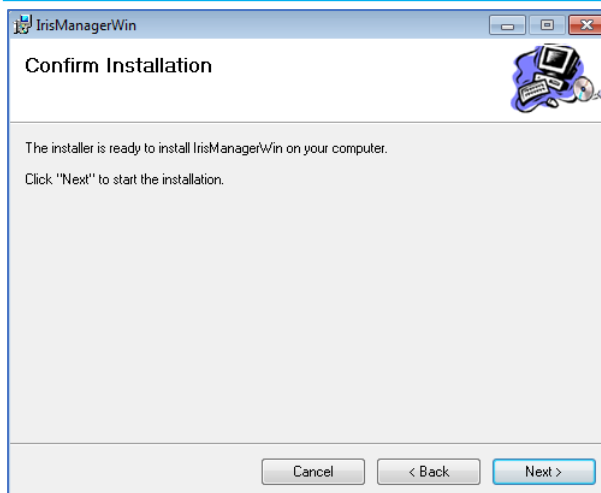 IrisManagerWin
Confirm Installation
The installer is ready to install IrisManagerWin on your computer.
Click "Next" to start the installation.
Cancel
< Back
Next >